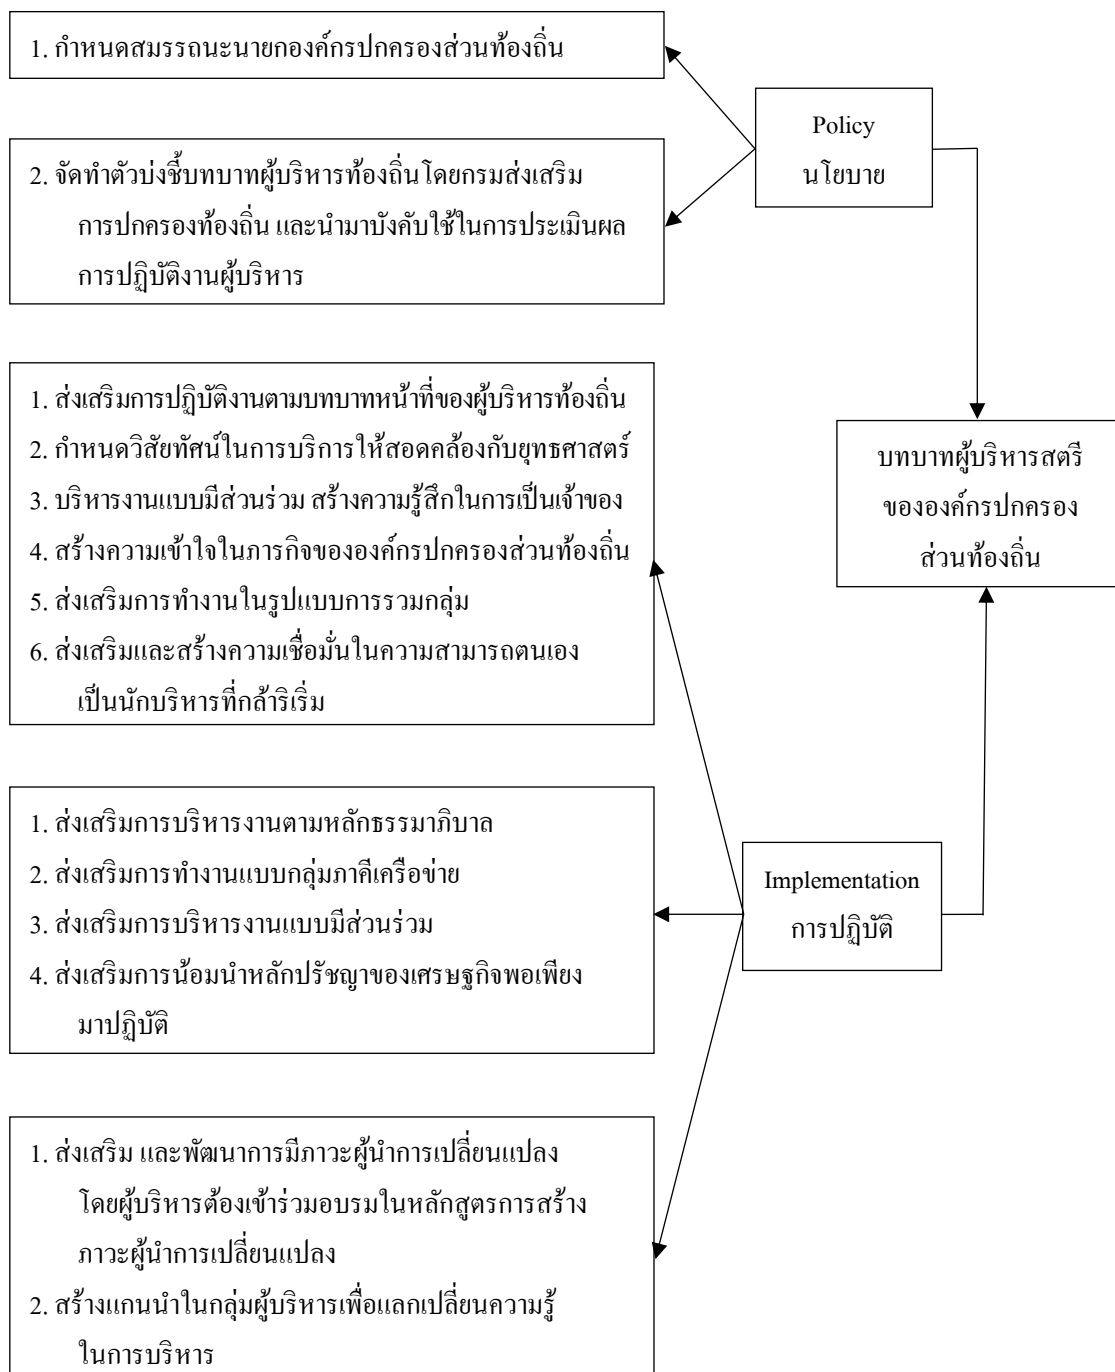 1. กำหนดสมรรถนะนายกองค์กรปกครองส่วนท้องถิ่น
2. จัดทำตัวบ่งชี้บทบาทผู้บริหารท้องถิ่นโดยกรมส่งเสริม
การปกครองท้องถิ่น และนำมาบังคับใช้ในการประเมินผล
การปฏิบัติงานผู้บริหาร
Policy
นโยบาย
1. ส่งเสริมการปฏิบัติงานตามบทบาทหน้าที่ของผู้บริหารท้องถิ่น
2. กำหนดวิสัยทัศน์ในการบริการให้สอดคล้องกับยุทธศาสตร์
3. บริหารงานแบบมีส่วนร่วม สร้างความรู้สึกในการเป็นเจ้าของ
4. สร้างความเข้าใจในภารกิจขององค์กรปกครองส่วนท้องถิ่น
5. ส่งเสริมการทำงานในรูปแบบการรวมกลุ่ม
6. ส่งเสริมและสร้างความเชื่อมั่นในความสามารถตนเอง
เป็นนักบริหารที่กล้าริเริ่ม
บทบาทผู้บริหารสตรี
ขององค์กรปกครอง
ส่วนท้องถิ่น
1. ส่งเสริมการบริหารงานตามหลักธรรมาภิบาล
2. ส่งเสริมการทำงานแบบกลุ่มภาคีเครือข่าย
3. ส่งเสริมการบริหารงานแบบมีส่วนร่วม
4. ส่งเสริมการน้อมนำหลักปรัชญาของเศรษฐกิจพอเพียง
มาปฏิบัติ
Implementation
การปฏิบัติ
1. ส่งเสริม และพัฒนาการมีภาวะผู้นำการเปลี่ยนแปลง
โดยผู้บริหารต้องเข้าร่วมอบรมในหลักสูตรการสร้าง
ภาวะผู้นำการเปลี่ยนแปลง
2. สร้างแกนนำในกลุ่มผู้บริหารเพื่อแลกเปลี่ยนความรู้
ในการบริหาร